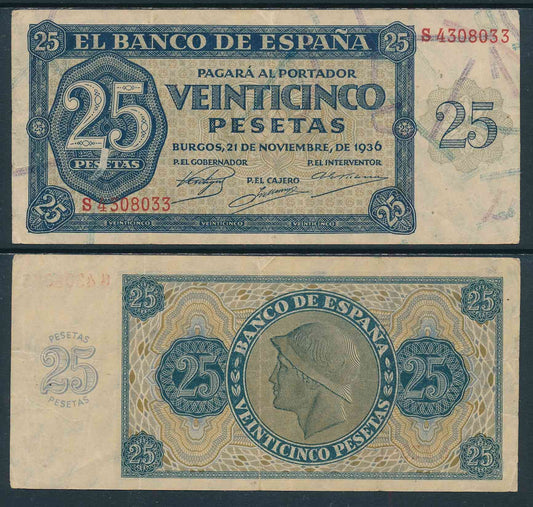 25 EL BANCO DE ESPAÑA 25 S 4308033
PAGARÁ AL PORTADOR
VEINTICINCO
25 PESETAS 25
PESETAS
BURGOS, 21 DE NOVIEMBRE, DE 1936
P. EL GOBERNADOR P. EL INTERVENTOR
P. EL CAJERO
S 4308033
25 VEINTICINCO VEINTICINCO VEINTICINCO 25
25 BANCO DE ESPAÑA 25
PESETAS
25
PESETAS
25 25
25 VEINTICINCO PESETAS 25